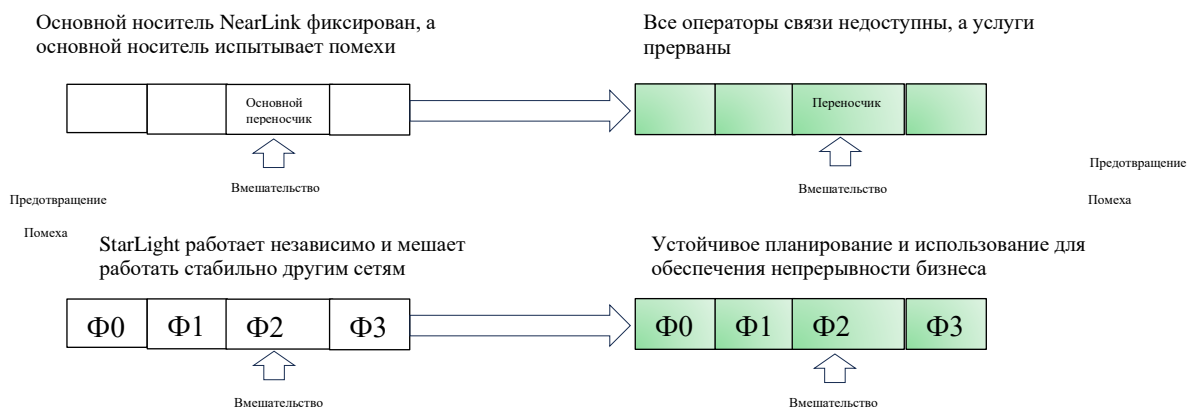 Основной носитель NearLink фиксирован, а
основной носитель испытывает помехи
Все операторы связи недоступны, а услуги
прерваны
Основной
переносчик
Переносчик
Вмешательство
Вмешательство
Предотвращение
Помеха
Предотвращение
Помеха
StarLight работает независимо и мешает
работать стабильно другим сетям
Устойчивое планирование и использование для
обеспечения непрерывности бизнеса
Ф0 Ф1 Ф2 Ф3
Ф0 Ф1 Ф2 Ф3
Вмешательство
Вмешательство